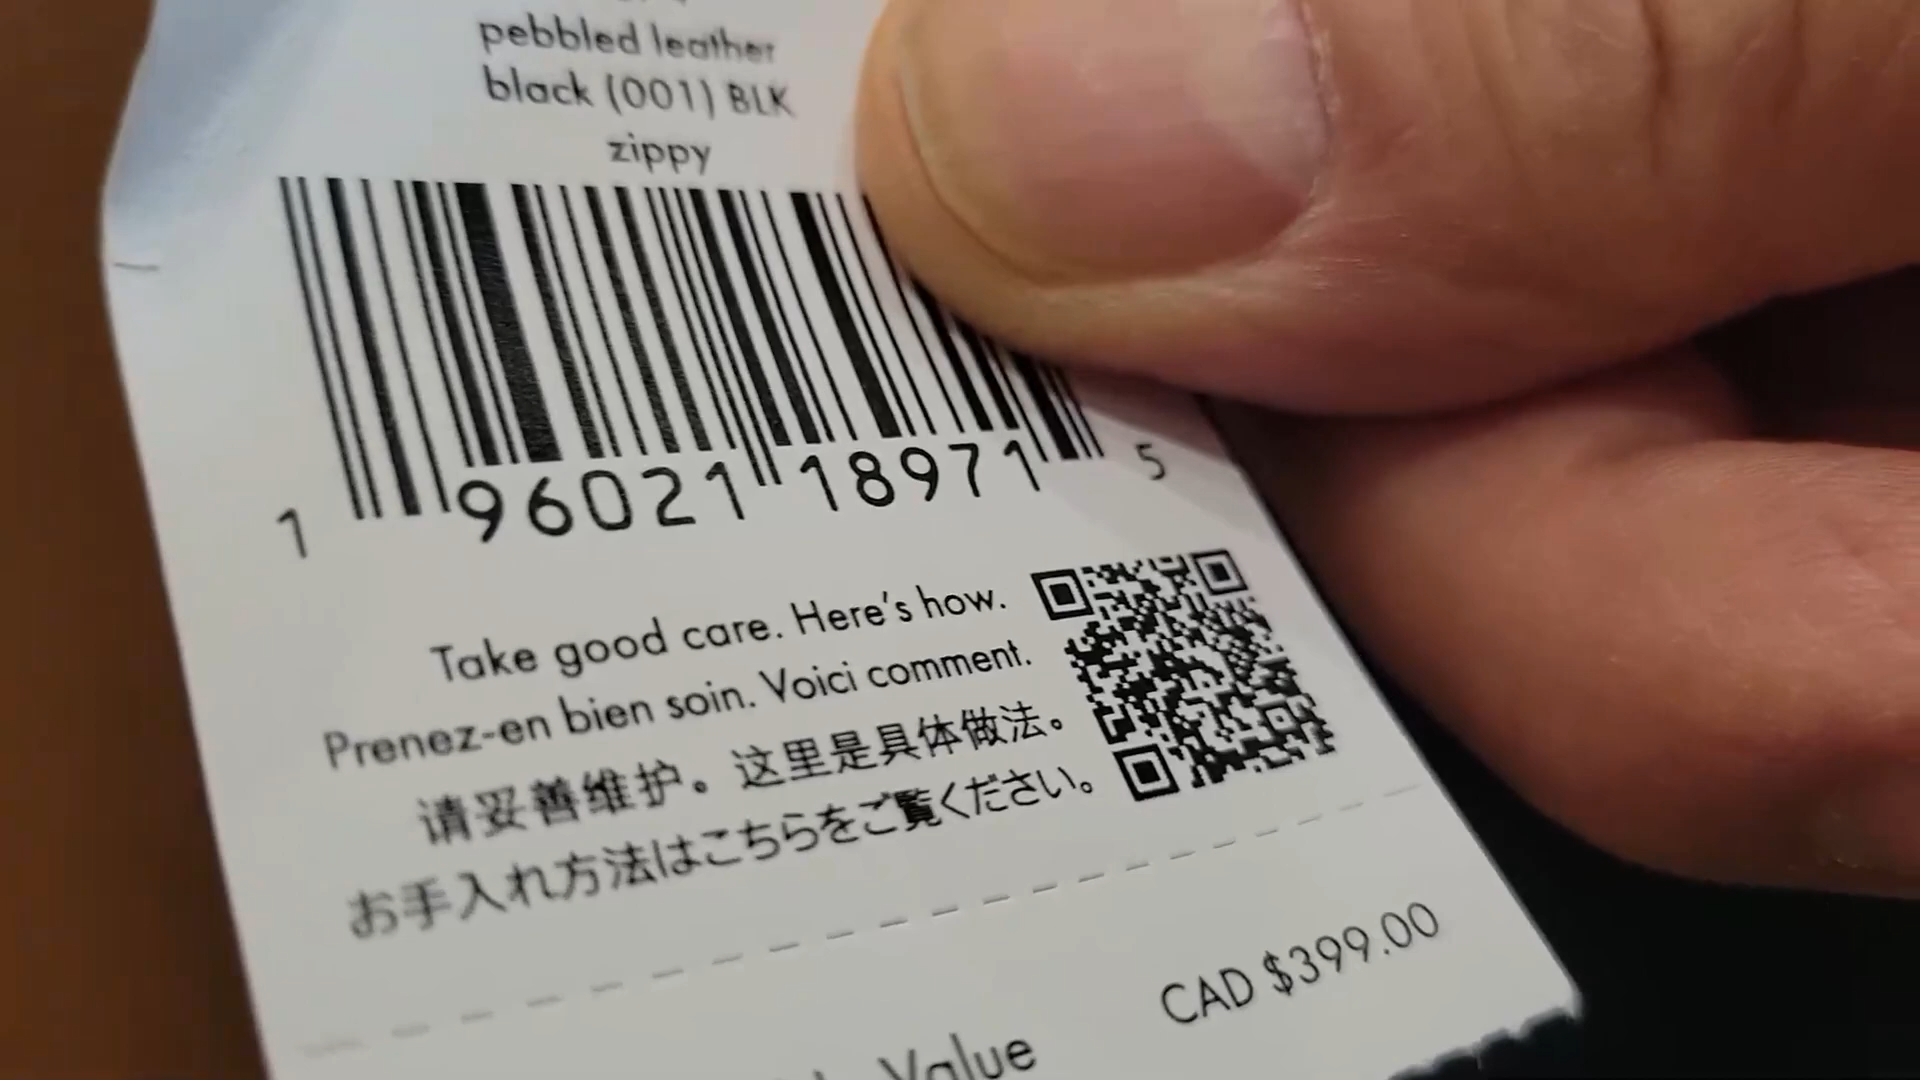 pebbled leather
black (001) BLK
zippy
1 96021 18971 5
Take good care. Here's how.
Prenez-en bien soin. Voici comment.
请妥善维护。这里是具体做法。
お手入れ方法はこちらをご覧ください。
CAD $399.00
Value